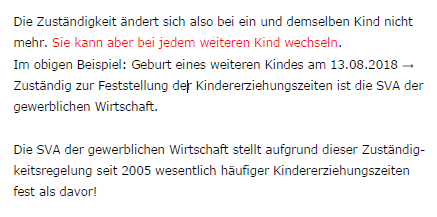 Die Zuständigkeit ändert sich also bei ein und demselben Kind nicht
mehr. Sie kann aber bei jedem weiteren Kind wechseln.
Im obigen Beispiel: Geburt eines weiteren Kindes am 13.08.2018 →
Zuständig zur Feststellung der Kindererziehungszeiten ist die SVA der
gewerblichen Wirtschaft.

Die SVA der gewerblichen Wirtschaft stellt aufgrund dieser Zuständig-
keitsregelung seit 2005 wesentlich häufiger Kindererziehungszeiten
fest als davor!